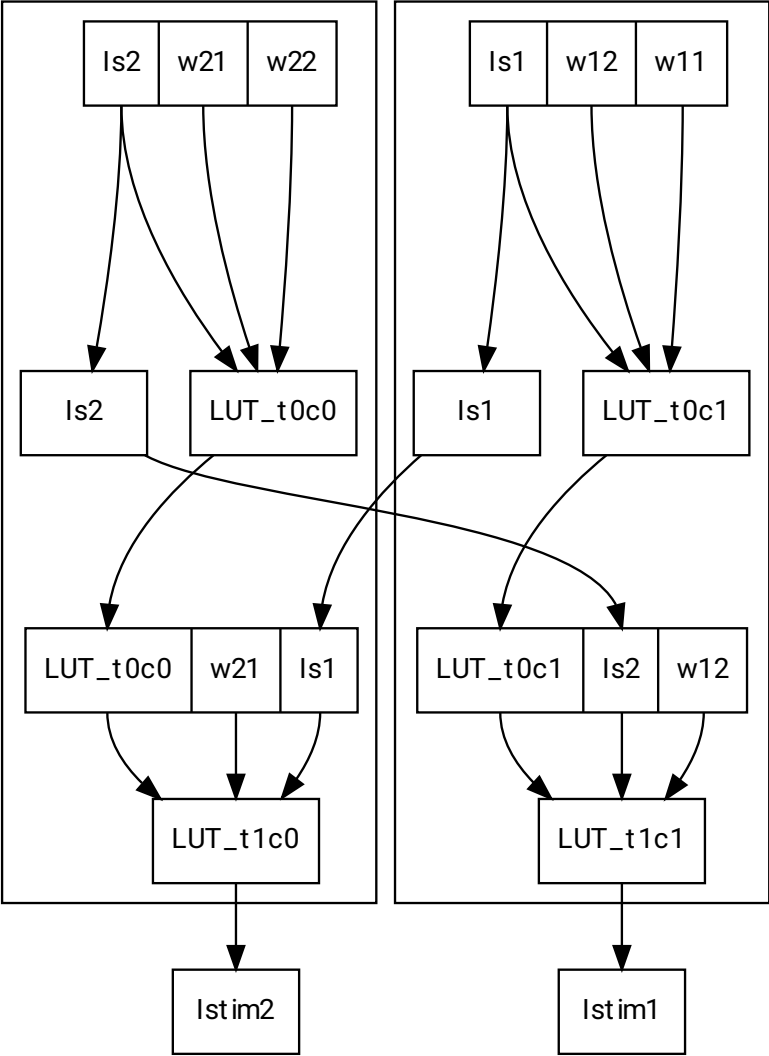 Is2 w21 w22 Is1 w12 w11
Is2 LUT_t0c0 Is1 LUT_t0c1
LUT_t0c0 w21 Is1 LUT_t0c1 Is2 w12
LUT_t1c0 LUT_t1c1
Istim2 Istim1